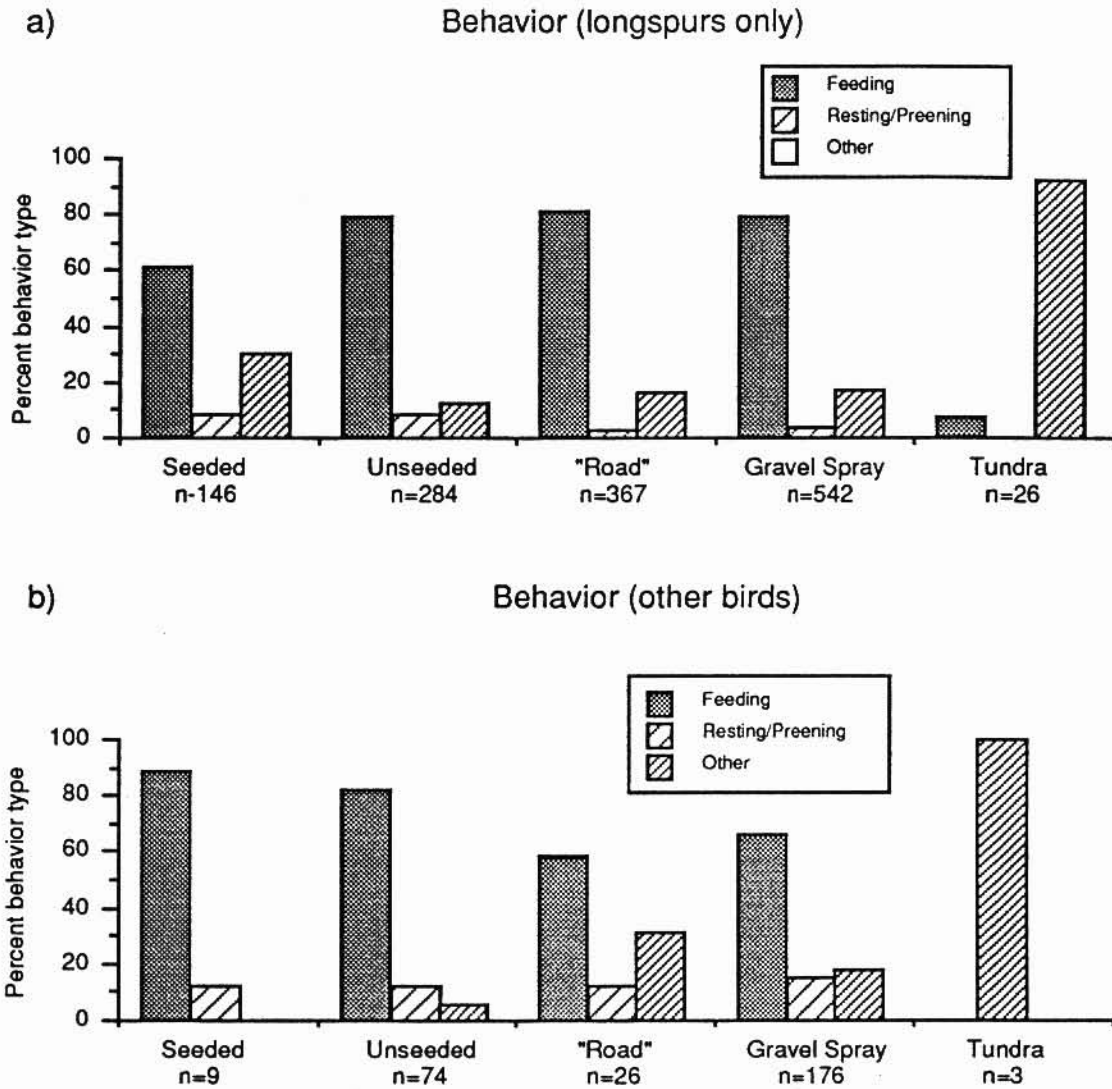 a)
Behavior (longspurs only)
Feeding
Resting/Preening
Other
Percent behavior type
100
80
60
40
20
0
Seeded
n-146
Unseeded
n=284
"Road"
n=367
Gravel Spray
n=542
Tundra
n=26
b)
Behavior (other birds)
Feeding
Resting/Preening
Other
Percent behavior type
100
80
60
40
20
0
Seeded
n=9
Unseeded
n=74
"Road"
n=26
Gravel Spray
n=176
Tundra
n=3